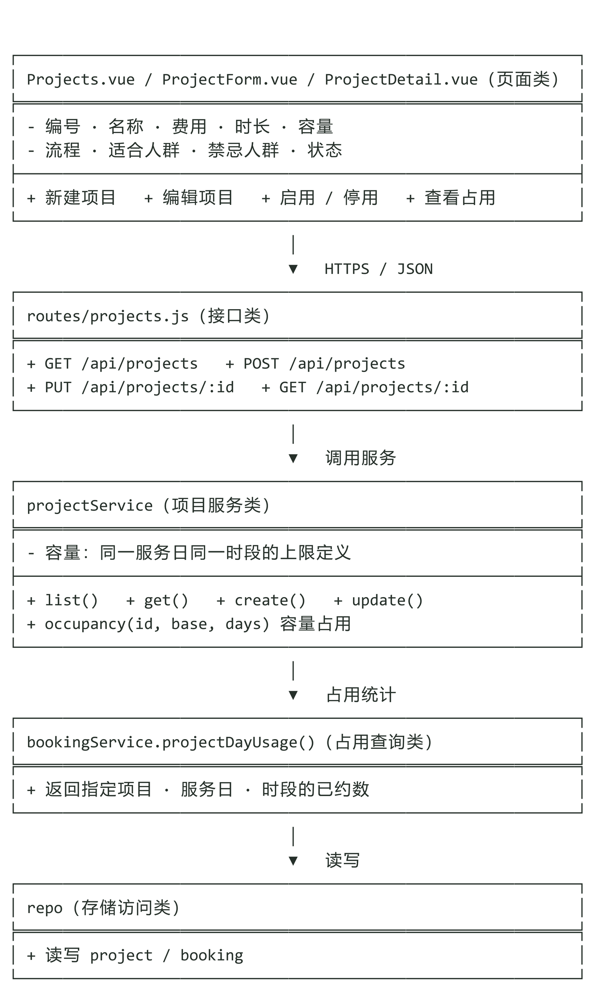 Projects.vue / ProjectForm.vue / ProjectDetail.vue (页面类)
- 编号 · 名称 · 费用 · 时长 · 容量
- 流程 · 适合人群 · 禁忌人群 · 状态
+ 新建项目   + 编辑项目   + 启用 / 停用   + 查看占用
▼   HTTPS / JSON
routes/projects.js (接口类)
+ GET /api/projects   + POST /api/projects
+ PUT /api/projects/:id   + GET /api/projects/:id
▼   调用服务
projectService (项目服务类)
- 容量: 同一服务日同一时段的上限定义
+ list()   + get()   + create()   + update()
+ occupancy(id, base, days) 容量占用
▼   占用统计
bookingService.projectDayUsage() (占用查询类)
+ 返回指定项目 · 服务日 · 时段的已约数
▼   读写
repo (存储访问类)
+ 读写 project / booking